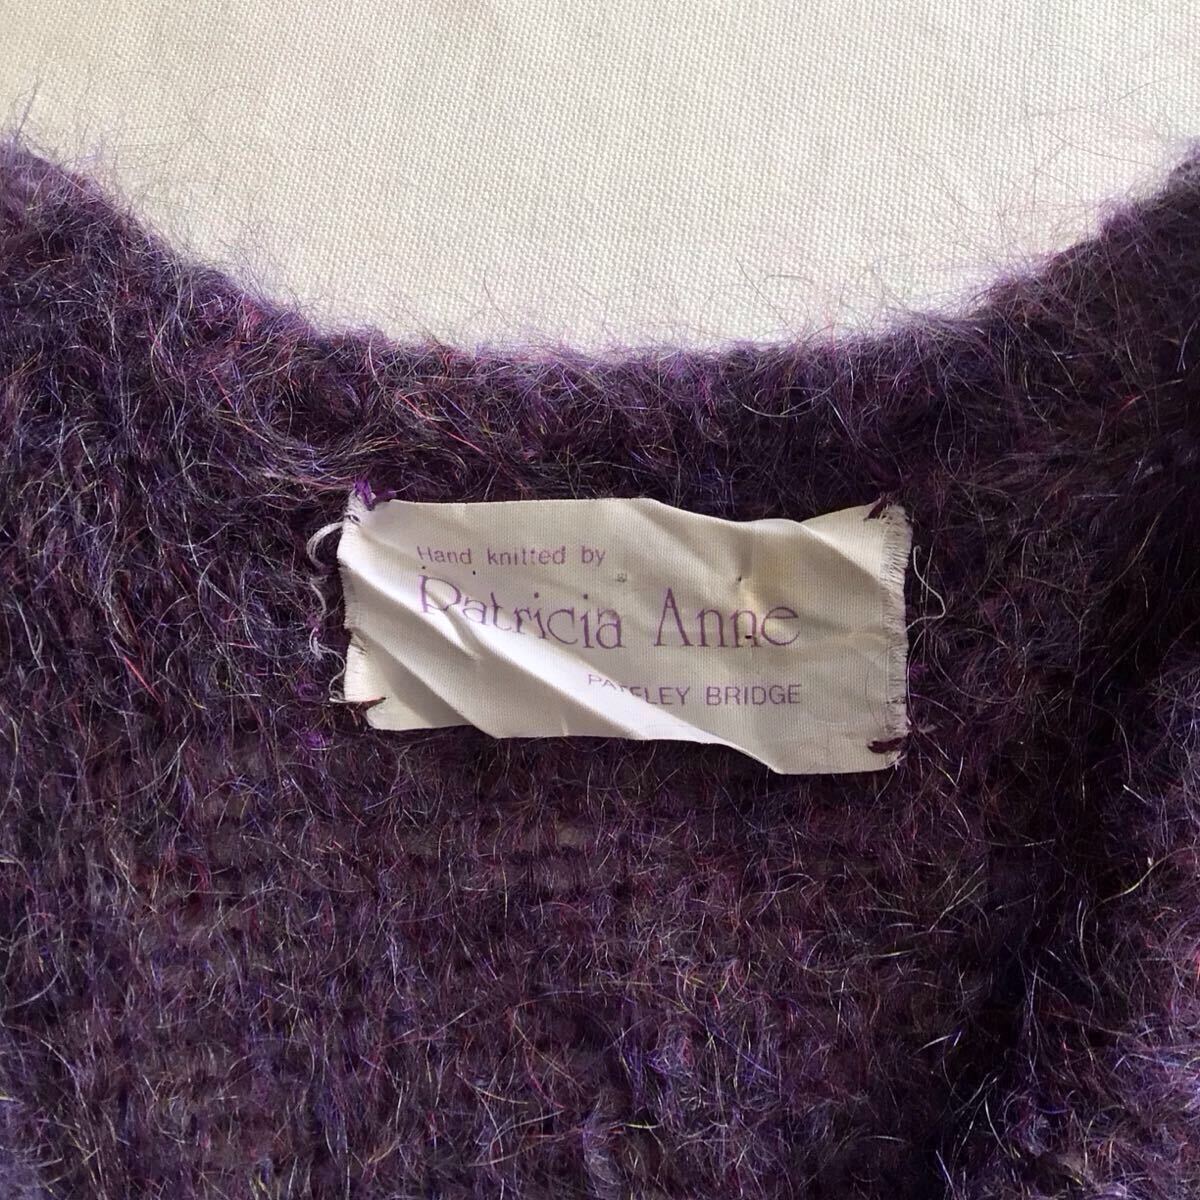 Hand knitted by
Patricia Anne
PATELEY BRIDGE